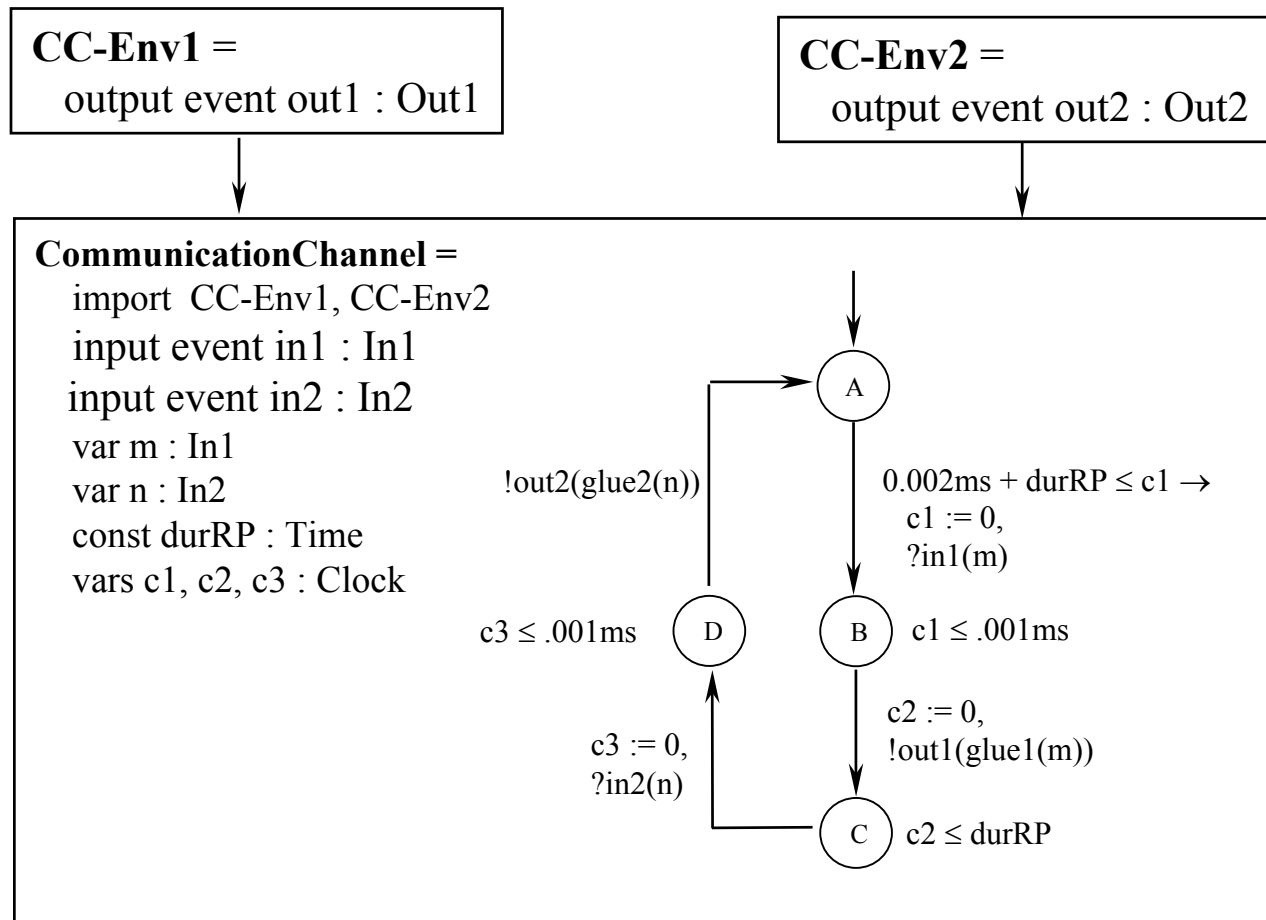 CC-Env1 =
output event out1 : Out1
CC-Env2 =
output event out2 : Out2
CommunicationChannel =
import CC-Env1, CC-Env2
input event in1 : In1
input event in2 : In2
var m : In1
var n : In2
const durRP : Time
vars c1, c2, c3 : Clock
A
!out2(glue2(n))
0.002ms + durRP ≤ c1 →
c1 := 0,
?in1(m)
c3 ≤ .001ms
D
B
c1 ≤ .001ms
c2 := 0,
!out1(glue1(m))
c3 := 0,
?in2(n)
C
c2 ≤ durRP